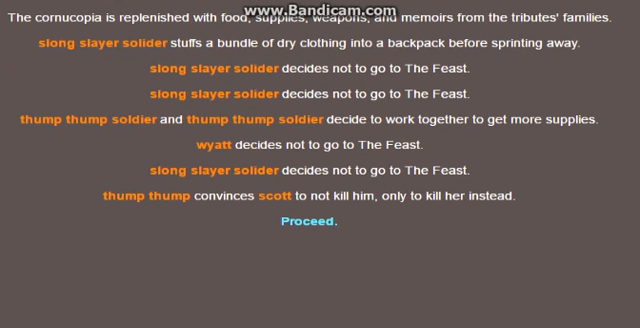 www.Bandicam.com
The cornucopia is replenished with food, supplies, weapons, and memoirs from the tributes' families.
slong slayer solider stuffs a bundle of dry clothing into a backpack before sprinting away.
slong slayer solider decides not to go to The Feast.
slong slayer solider decides not to go to The Feast.
thump thump soldier and thump thump soldier decide to work together to get more supplies.
wyatt decides not to go to The Feast.
slong slayer solider decides not to go to The Feast.
thump thump convinces scott to not kill him, only to kill her instead.
Proceed.